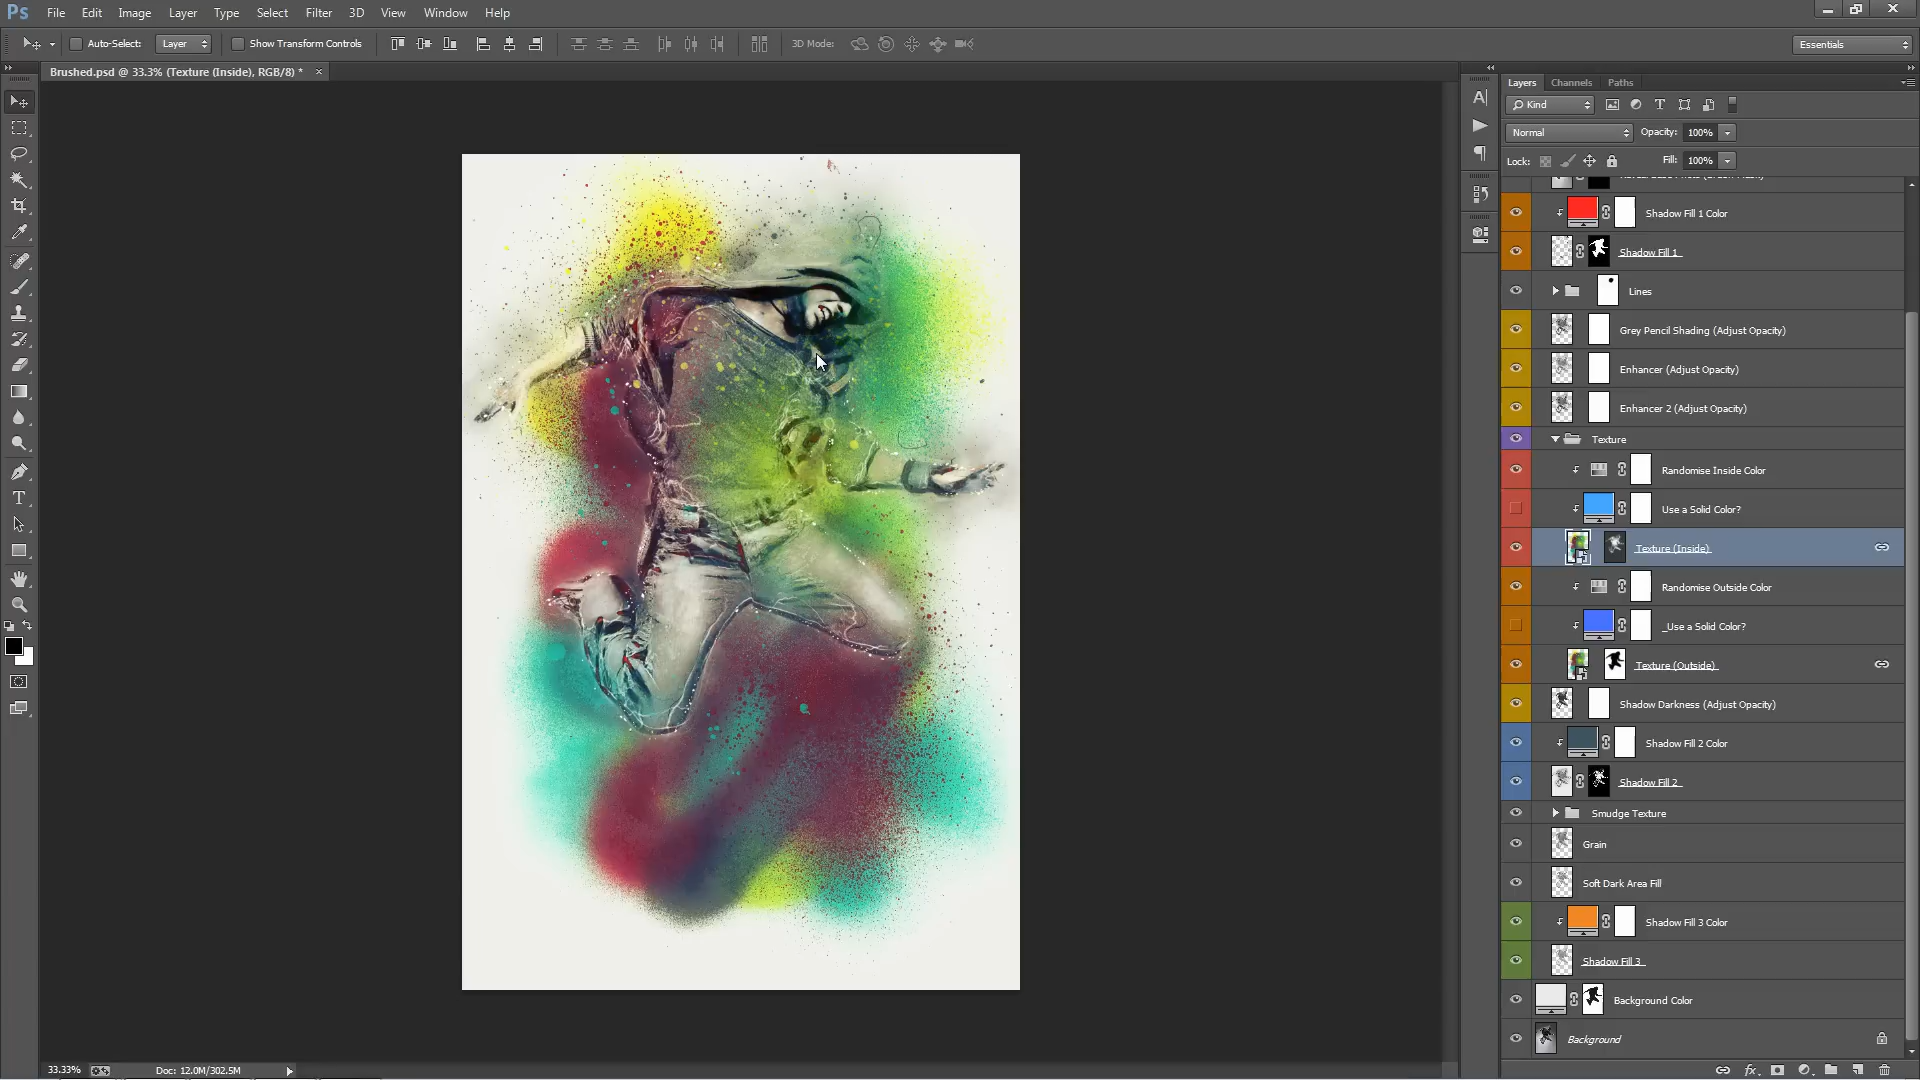 Ps File Edit Image Layer Type Select Filter 3D View Window Help
Auto-Select: Layer Show Transform Controls 3D Mode: Essentials
Brushed.psd @ 33.3% (Texture (Inside), RGB/8) * ×
Layers Channels Paths
Kind
Normal Opacity: 100%
Lock: Fill: 100%
Shadow Fill 1 Color
Shadow Fill 1
Lines
Grey Pencil Shading (Adjust Opacity)
Enhancer (Adjust Opacity)
Enhancer 2 (Adjust Opacity)
Texture
Randomise Inside Color
Use a Solid Color?
Texture (Inside)
Randomise Outside Color
_Use a Solid Color?
Texture (Outside)
Shadow Darkness (Adjust Opacity)
Shadow Fill 2 Color
Shadow Fill 2
Smudge Texture
Grain
Soft Dark Area Fill
Shadow Fill 3 Color
Shadow Fill 3
Background Color
Background
33.33% Doc: 12.0M/302.5M